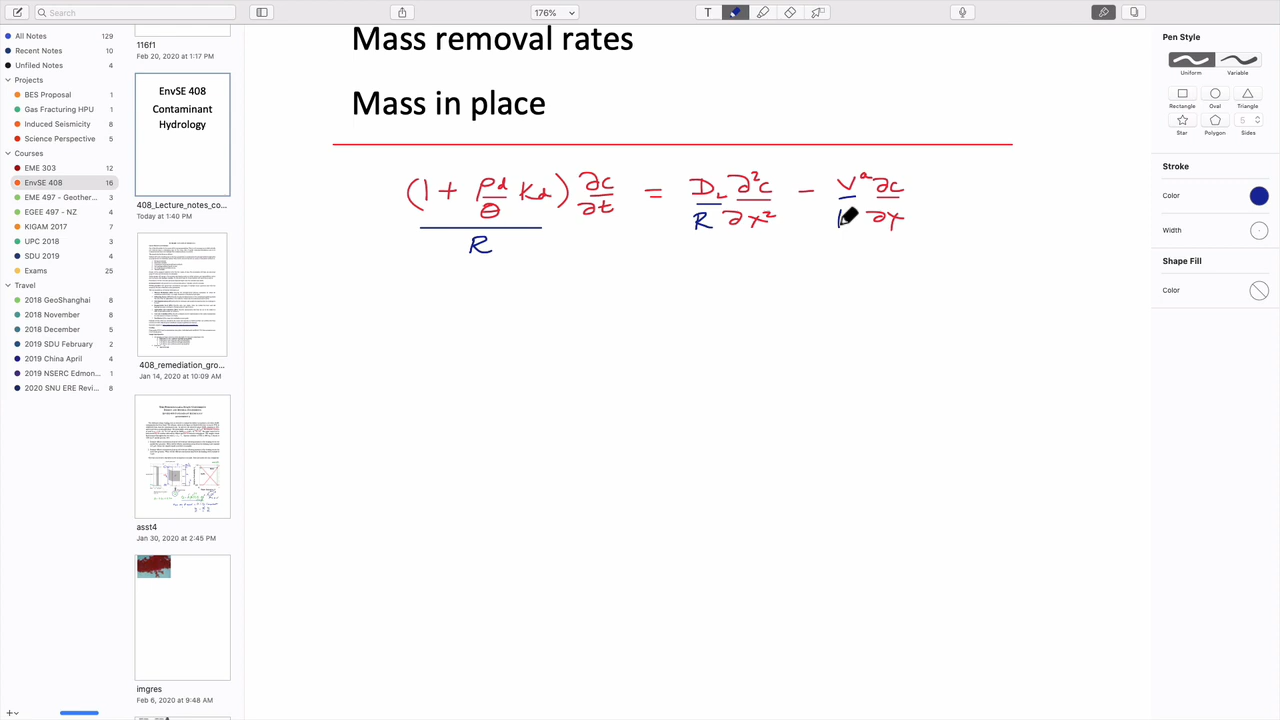 Search
176%
T
All Notes 129
Recent Notes 10
Unfiled Notes 4
Projects
BES Proposal 1
Gas Fracturing HPU 1
Induced Seismicity 8
Science Perspective 5
Courses
EME 303 12
EnvSE 408 16
EME 497 - Geother... 3
EGEE 497 - NZ 4
KIGAM 2017 7
UPC 2018 3
SDU 2019 4
Exams 25
Travel
2018 GeoShanghai 8
2018 November 8
2018 December 5
2019 SDU February 2
2019 China April 4
2019 NSERC Edmon... 1
2020 SNU ERE Revi... 8
116f1
Feb 20, 2020 at 1:17 PM
EnvSE 408
Contaminant
Hydrology
408_Lecture_notes_co...
Today at 1:40 PM
408_remediation_gro...
Jan 14, 2020 at 10:09 AM
asst4
Jan 30, 2020 at 2:45 PM
imgres
Feb 6, 2020 at 9:48 AM
Mass removal rates
Mass in place
(1 + ρd/θ Kd) ∂c/∂t = DL/R ∂²c/∂x² − Vᵃ ∂c/∂x
R
Pen Style
Uniform Variable
Rectangle Oval Triangle
Star Polygon 5 Sides
Stroke
Color
Width
Shape Fill
Color